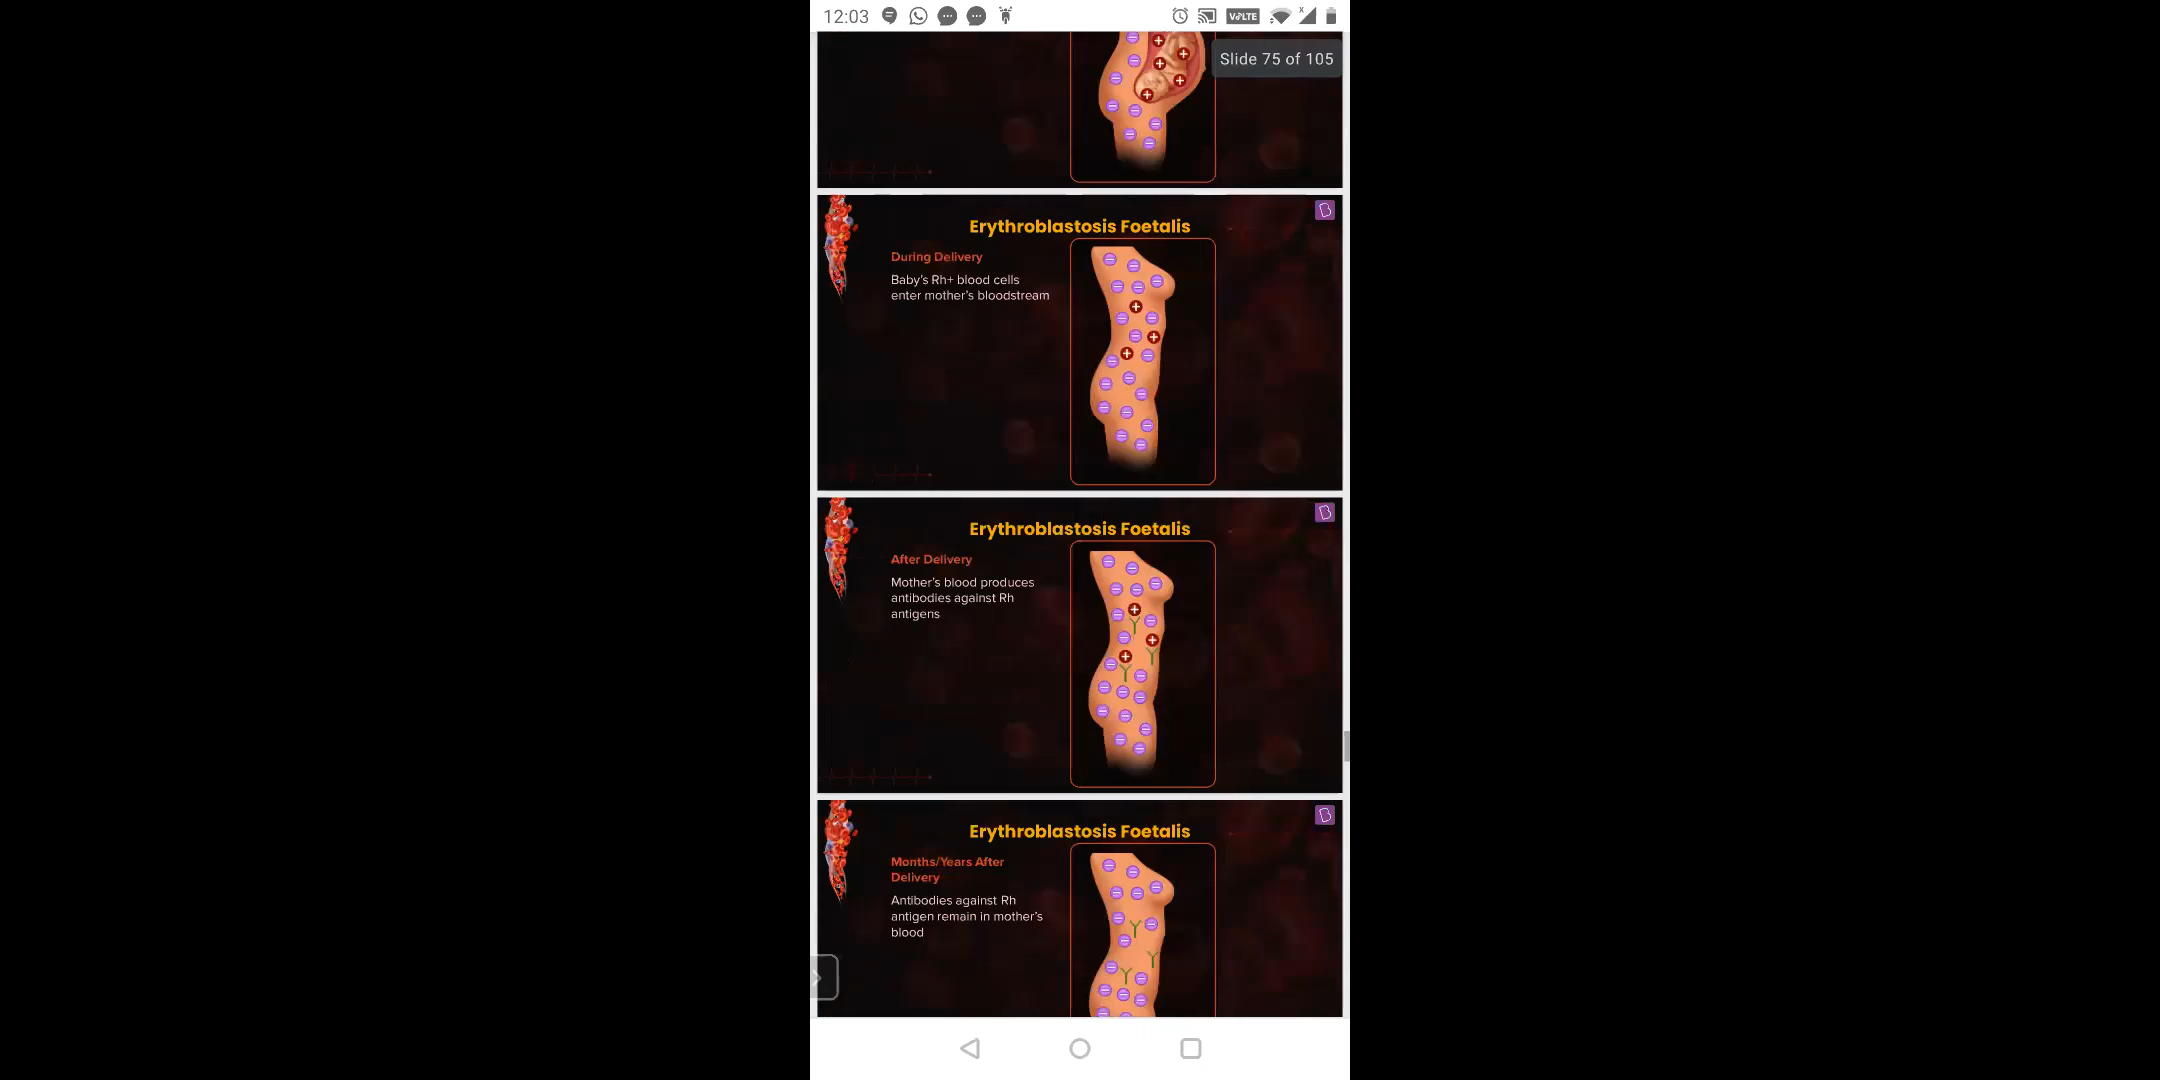 12:03
VoLTE
Slide 75 of 105
Erythroblastosis Foetalis
During Delivery
Baby's Rh+ blood cells
enter mother's bloodstream
Erythroblastosis Foetalis
After Delivery
Mother's blood produces
antibodies against Rh
antigens
Erythroblastosis Foetalis
Months/Years After
Delivery
Antibodies against Rh
antigen remain in mother's
blood